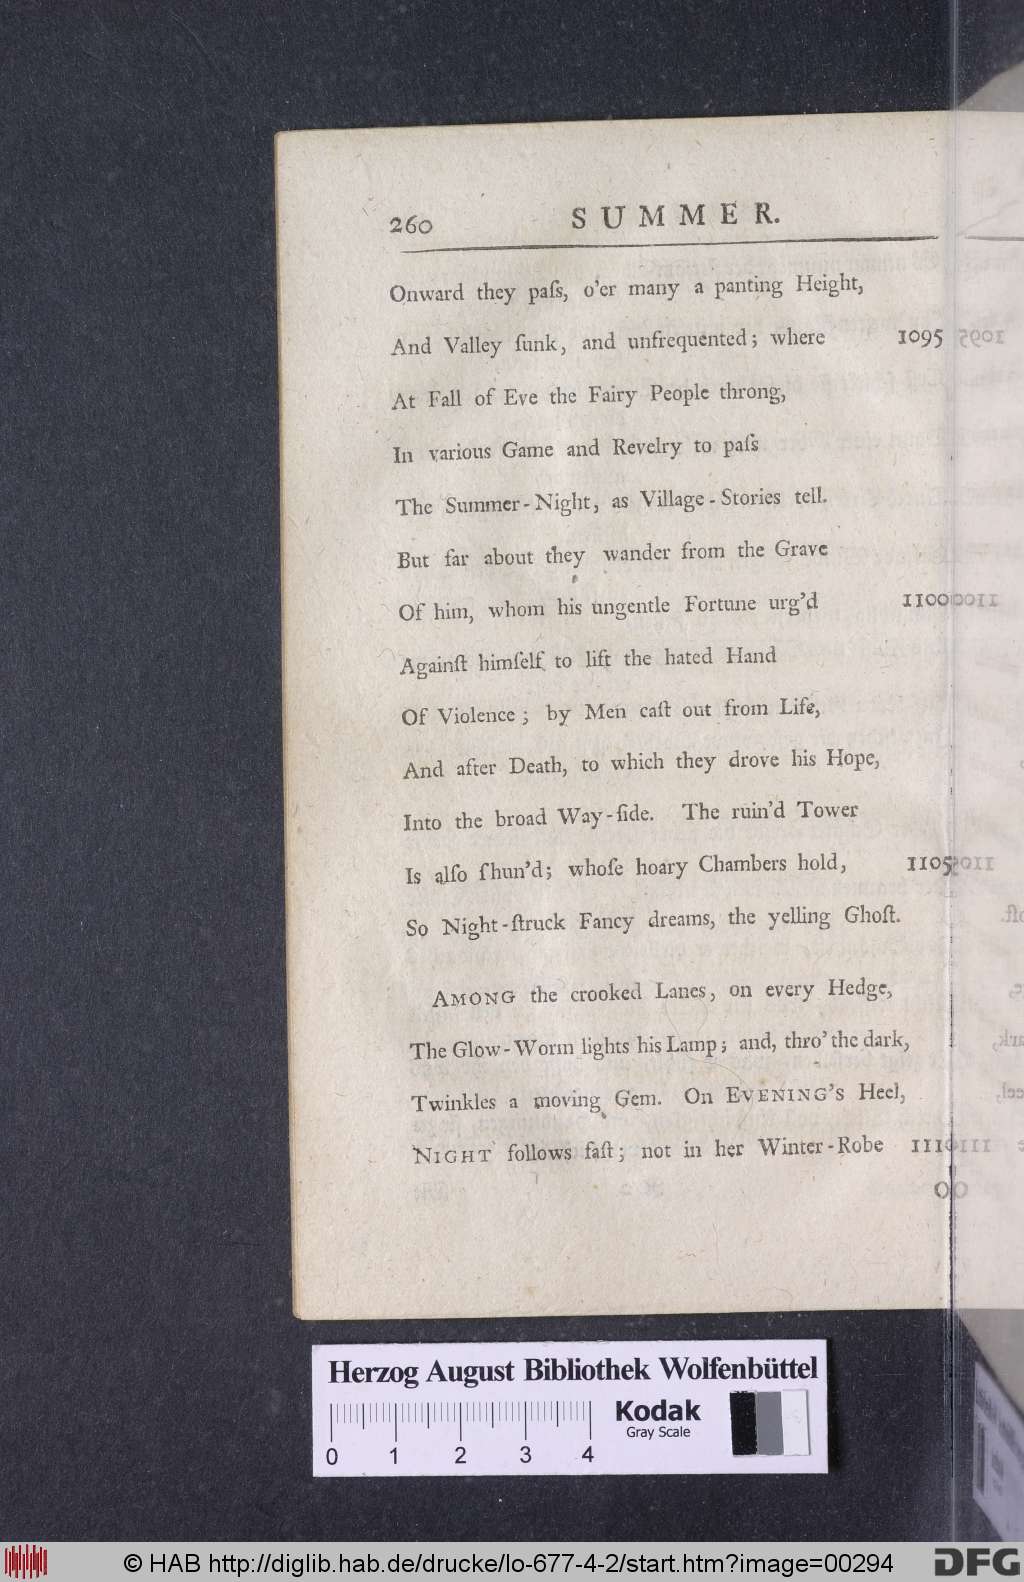 260 SUMMER.
Onward they paſs, o'er many a panting Height,
And Valley ſunk, and unfrequented; where 1095
At Fall of Eve the Fairy People throng,
In various Game and Revelry to paſs
The Summer-Night, as Village-Stories tell.
But far about they wander from the Grave
Of him, whom his ungentle Fortune urg'd 1100
Againſt himſelf to lift the hated Hand
Of Violence; by Men caſt out from Life,
And after Death, to which they drove his Hope,
Into the broad Way-ſide. The ruin'd Tower
Is alſo ſhun'd; whoſe hoary Chambers hold, 1105
So Night-ſtruck Fancy dreams, the yelling Ghoſt.
AMONG the crooked Lanes, on every Hedge,
The Glow-Worm lights his Lamp; and, thro' the dark,
Twinkles a moving Gem. On EVENING's Heel,
NIGHT follows faſt; not in her Winter-Robe 1110
Herzog August Bibliothek Wolfenbüttel
Kodak
Gray Scale
0 1 2 3 4
© HAB http://diglib.hab.de/drucke/lo-677-4-2/start.htm?image=00294
DFG